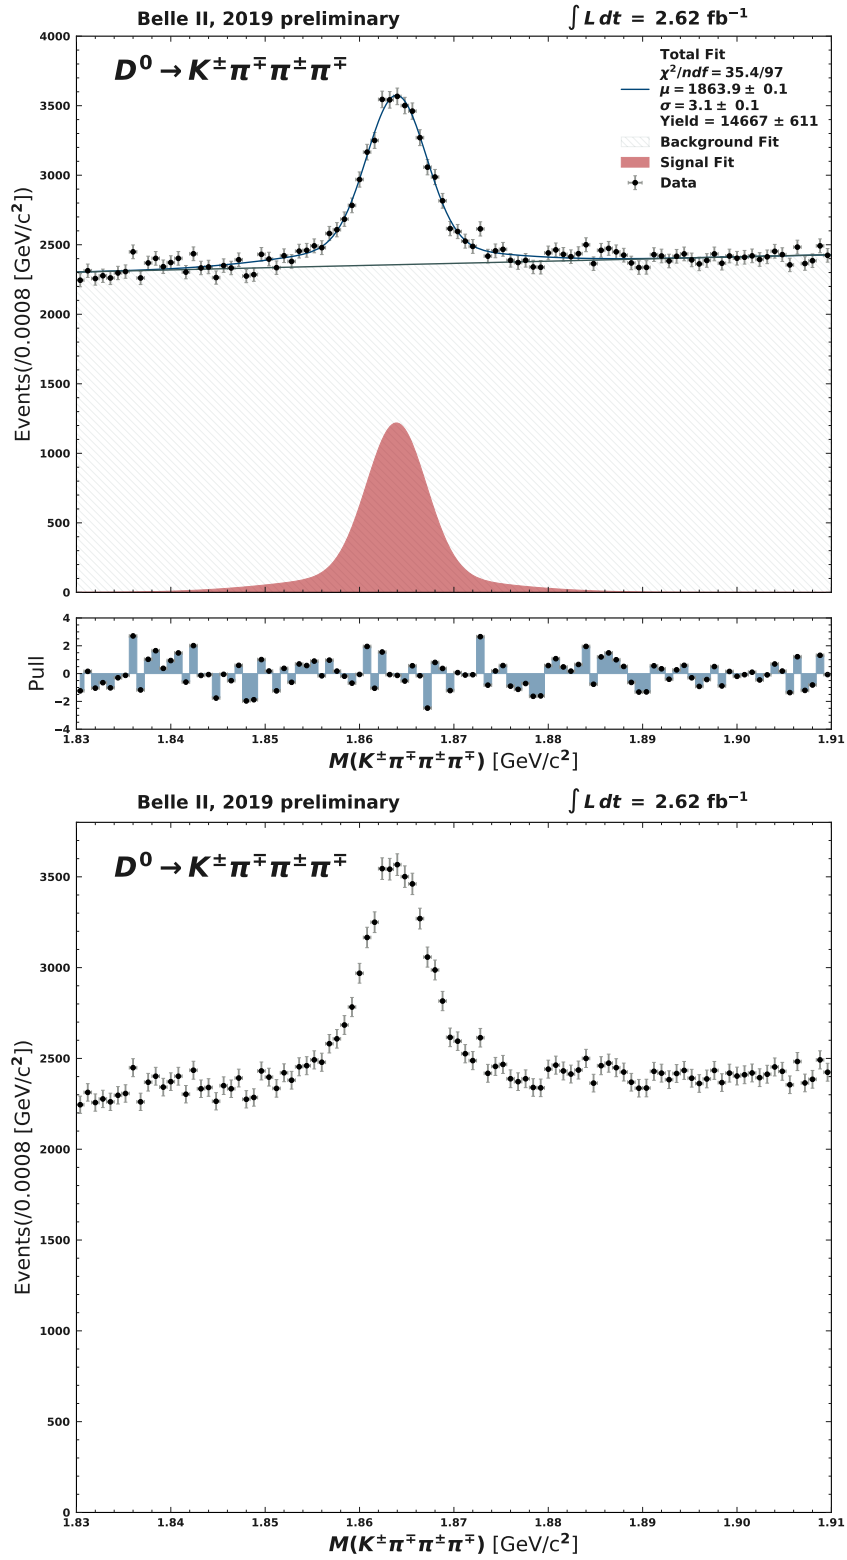 Belle II, 2019 preliminary
∫ L dt = 2.62 fb⁻¹
D⁰ → K±π∓π±π∓
Total Fit
χ²/ndf = 35.4/97
μ = 1863.9 ± 0.1
σ = 3.1 ± 0.1
Yield = 14667 ± 611
Background Fit
Signal Fit
Data
Events(/0.0008 [GeV/c²])
4000
3500
3000
2500
2000
1500
1000
500
0
Pull
4
2
0
−2
−4
1.83 1.84 1.85 1.86 1.87 1.88 1.89 1.90 1.91
M(K±π∓π±π∓) [GeV/c²]
Belle II, 2019 preliminary
∫ L dt = 2.62 fb⁻¹
D⁰ → K±π∓π±π∓
Events(/0.0008 [GeV/c²])
3500
3000
2500
2000
1500
1000
500
0
1.83 1.84 1.85 1.86 1.87 1.88 1.89 1.90 1.91
M(K±π∓π±π∓) [GeV/c²]